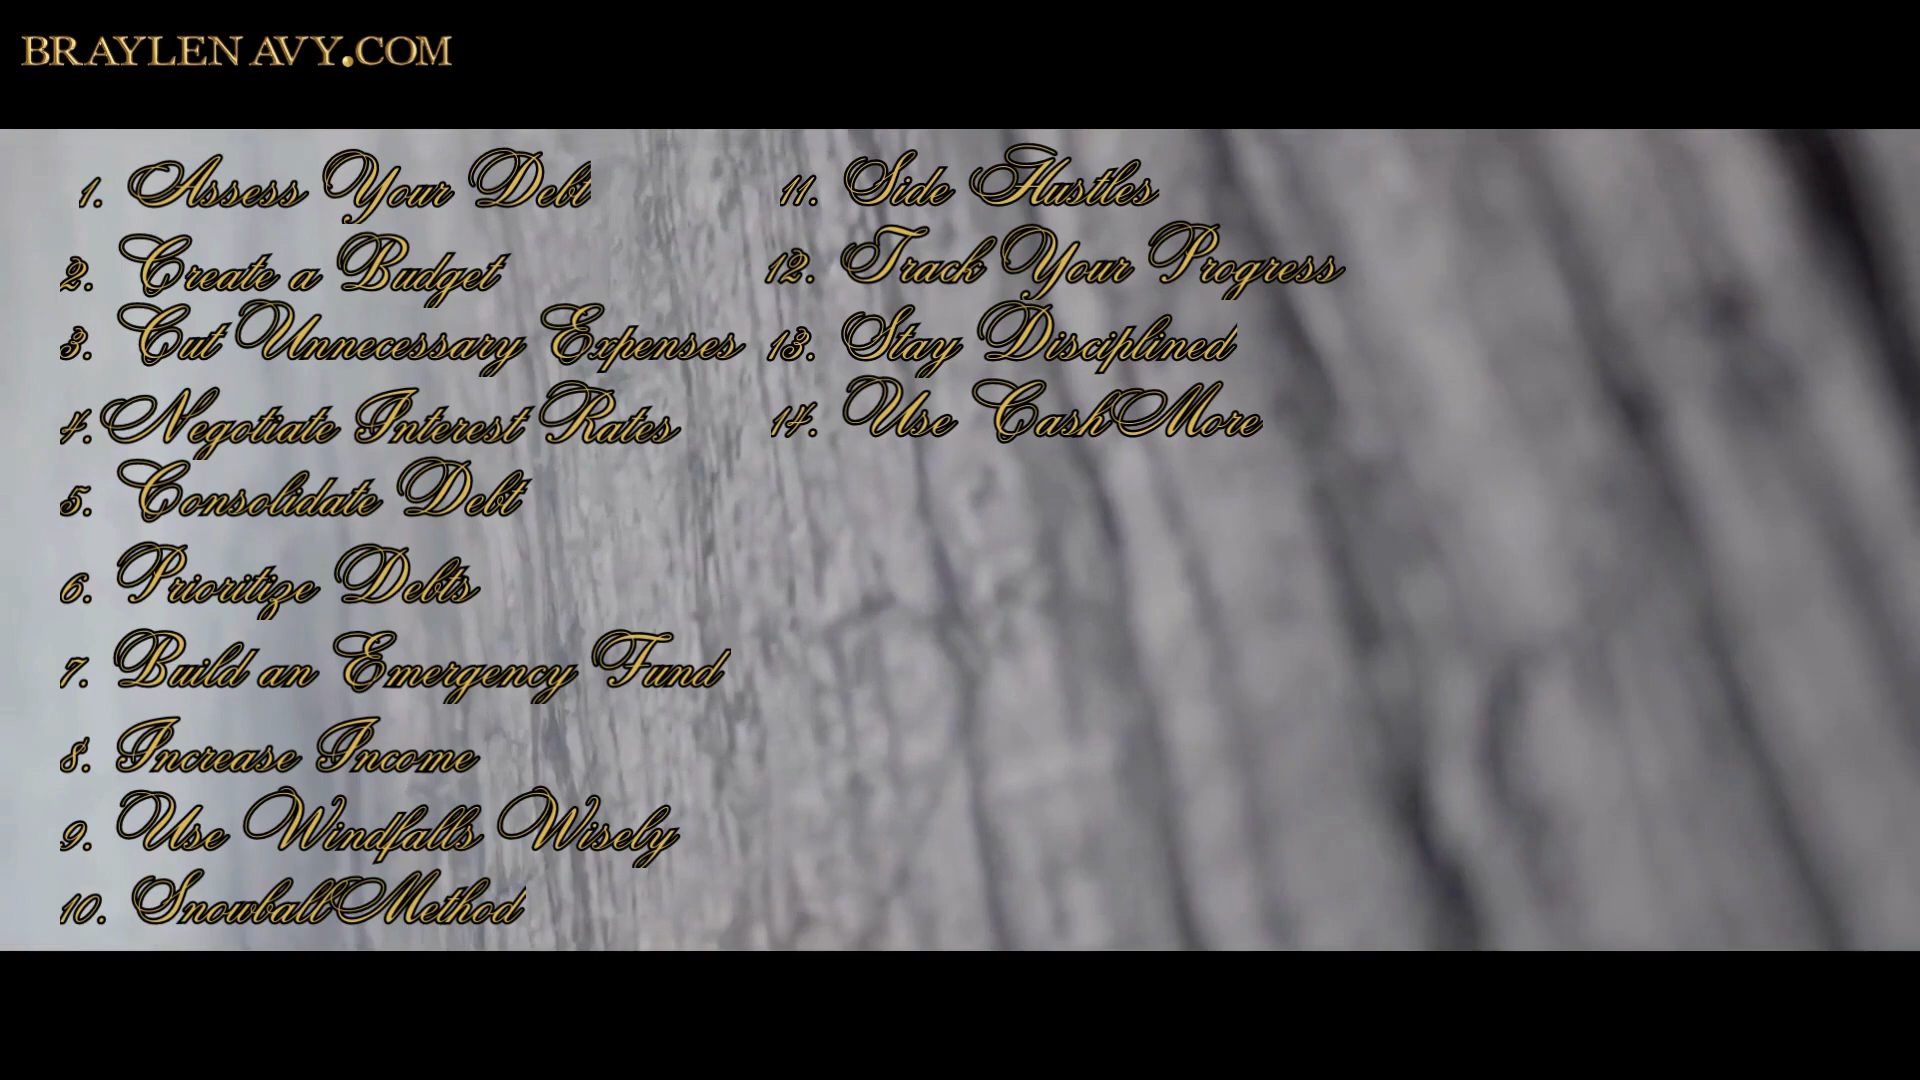 BRAYLEN AVY.COM
1. Assess Your Debt
2. Create a Budget
3. Cut Unnecessary Expenses
4. Negotiate Interest Rates
5. Consolidate Debt
6. Prioritize Debts
7. Build an Emergency Fund
8. Increase Income
9. Use Windfalls Wisely
10. Snowball Method
11. Side Hustles
12. Track Your Progress
13. Stay Disciplined
14. Use Cash More